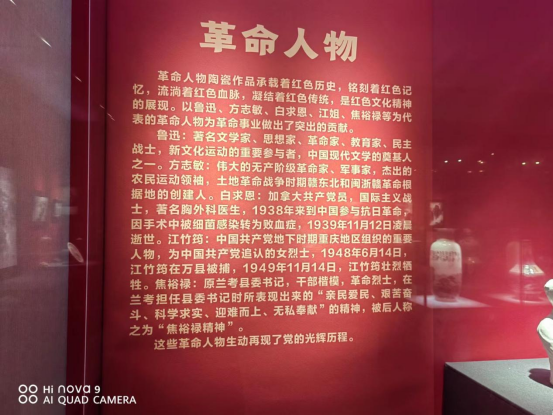 革命人物
革命人物陶瓷作品承载着红色历史，铭刻着红色记
忆，流淌着红色血脉，凝结着红色传统，是红色文化精神
的展现。以鲁迅、方志敏、白求恩、江姐、焦裕禄等为代
表的革命人物为革命事业做出了突出的贡献。
鲁迅：著名文学家、思想家、革命家、教育家、民主
战士，新文化运动的重要参与者，中国现代文学的奠基人
之一。方志敏：伟大的无产阶级革命家、军事家，杰出的
农民运动领袖，土地革命战争时期赣东北和闽浙赣革命根
据地的创建人。白求恩：加拿大共产党员，国际主义战
士，著名胸外科医生，1938年来到中国参与抗日革命，
因手术中被细菌感染转为败血症，1939年11月12日凌晨
逝世。江竹筠：中国共产党地下时期重庆地区组织的重要
人物，为中国共产党追认的女烈士，1948年6月14日，
江竹筠在万县被捕，1949年11月14日，江竹筠壮烈牺
牲。焦裕禄：原兰考县委书记，干部楷模，革命烈士，在
兰考担任县委书记时所表现出来的“亲民爱民、艰苦奋
斗、科学求实、迎难而上、无私奉献”的精神，被后人称
之为“焦裕禄精神”。
这些革命人物生动再现了党的光辉历程。
Hi nova 9
AI QUAD CAMERA